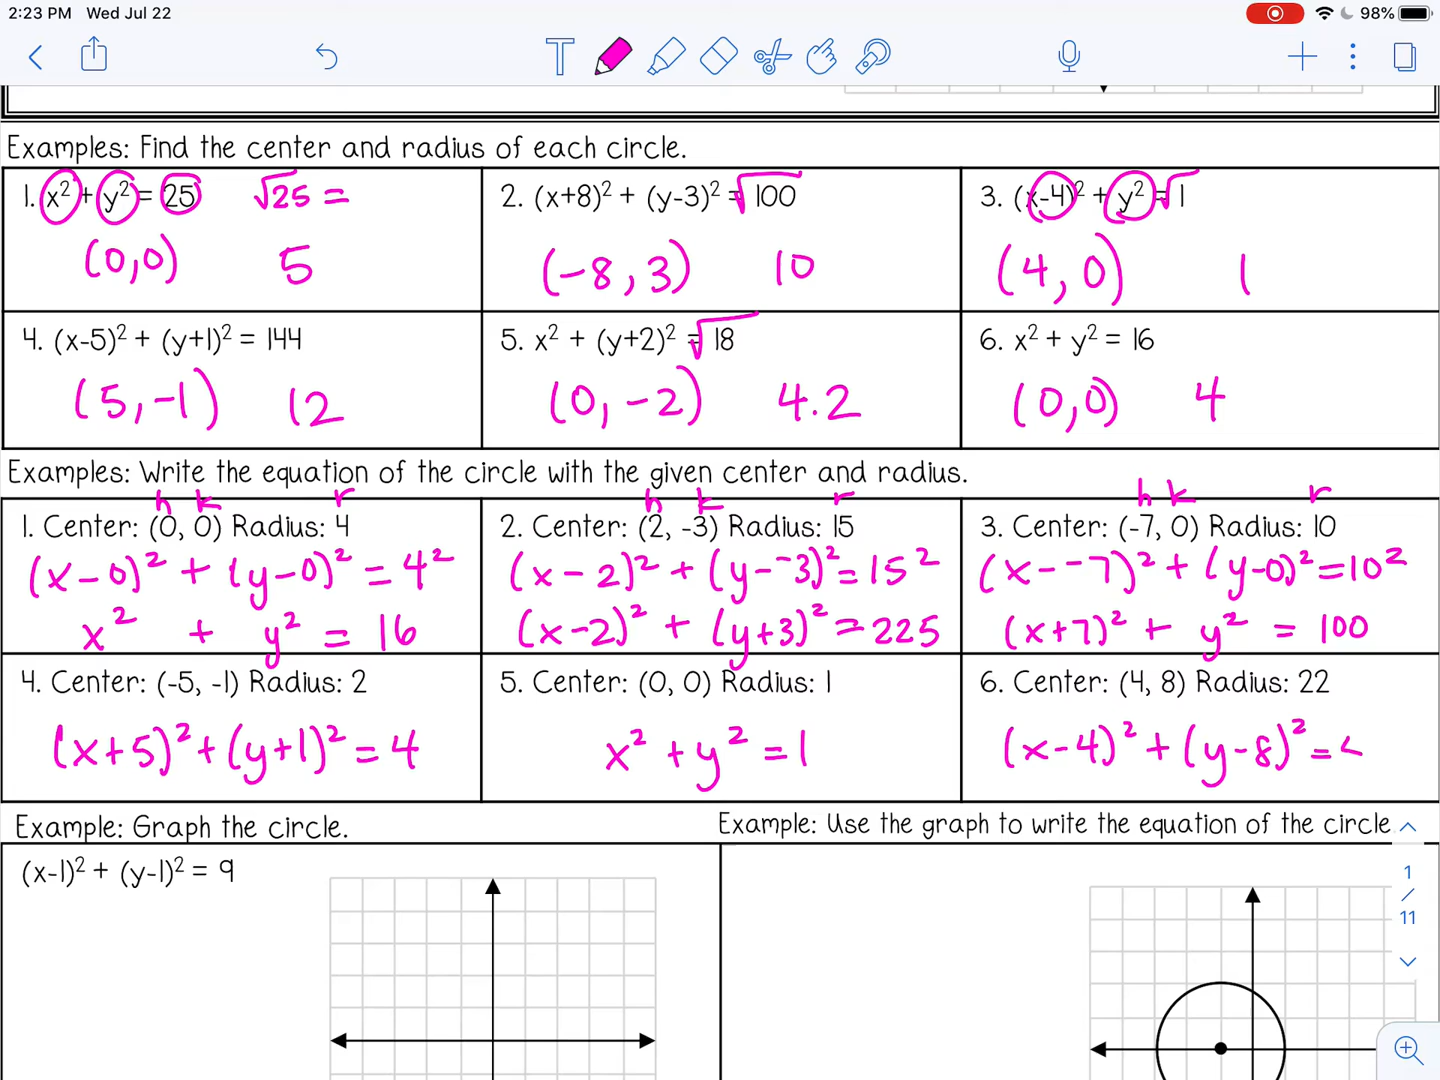 2:23 PM Wed Jul 22 98%
Examples: Find the center and radius of each circle.
1. x² + y² = 25 √25 =
(0,0) 5
2. (x+8)² + (y-3)² = √100
(-8, 3) 10
3. (x-4)² + y² = √1
(4, 0) 1
4. (x-5)² + (y+1)² = 144
(5, -1) 12
5. x² + (y+2)² = √18
(0, -2) 4.2
6. x² + y² = 16
(0,0) 4
Examples: Write the equation of the circle with the given center and radius.
h k r
1. Center: (0, 0) Radius: 4
(x-0)² + (y-0)² = 4²
x² + y² = 16
h k r
2. Center: (2, -3) Radius: 15
(x-2)² + (y--3)² = 15²
(x-2)² + (y+3)² = 225
h k r
3. Center: (-7, 0) Radius: 10
(x--7)² + (y-0)² = 10²
(x+7)² + y² = 100
4. Center: (-5, -1) Radius: 2
(x+5)² + (y+1)² = 4
5. Center: (0, 0) Radius: 1
x² + y² = 1
6. Center: (4, 8) Radius: 22
(x-4)² + (y-8)² =
Example: Graph the circle.
(x-1)² + (y-1)² = 9
Example: Use the graph to write the equation of the circle
1
/
11